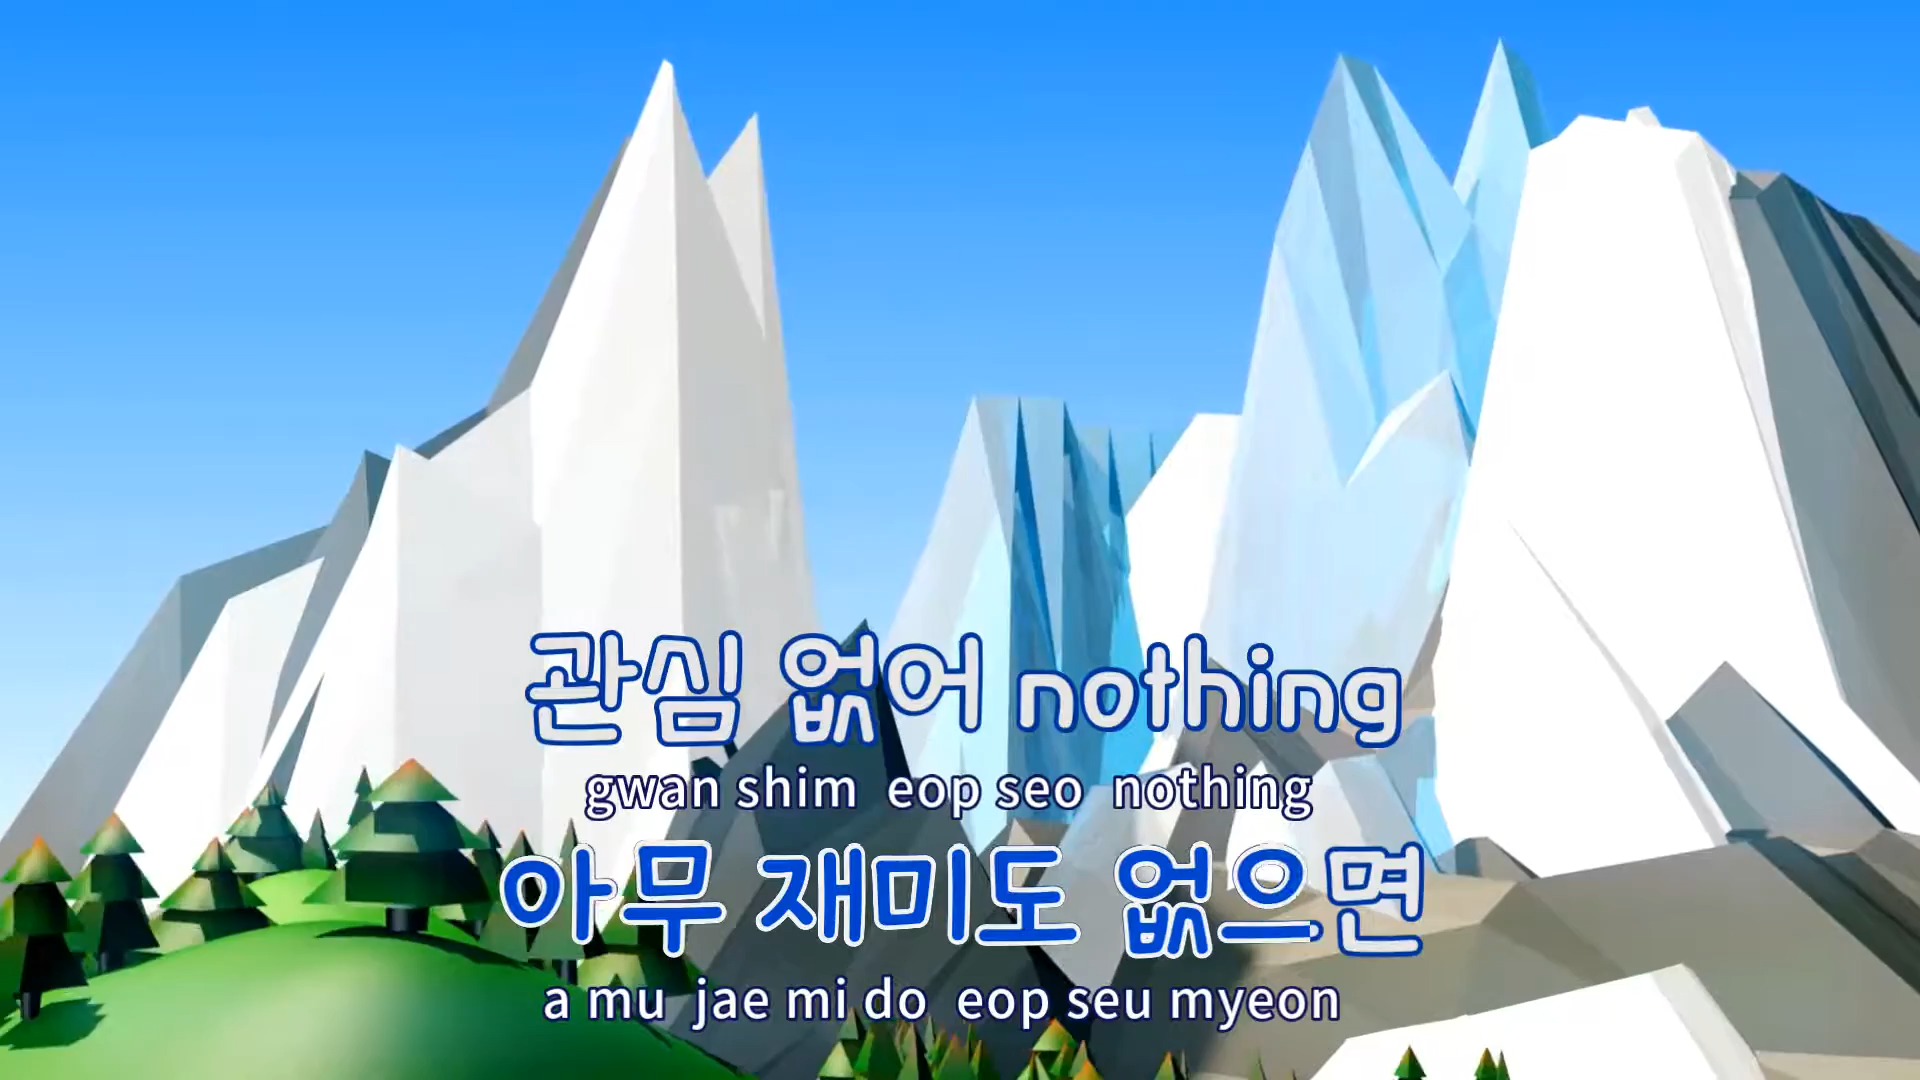 관심 없어 nothing
gwan shim eop seo nothing
아무 재미도 없으면
a mu jae mi do eop seu myeon